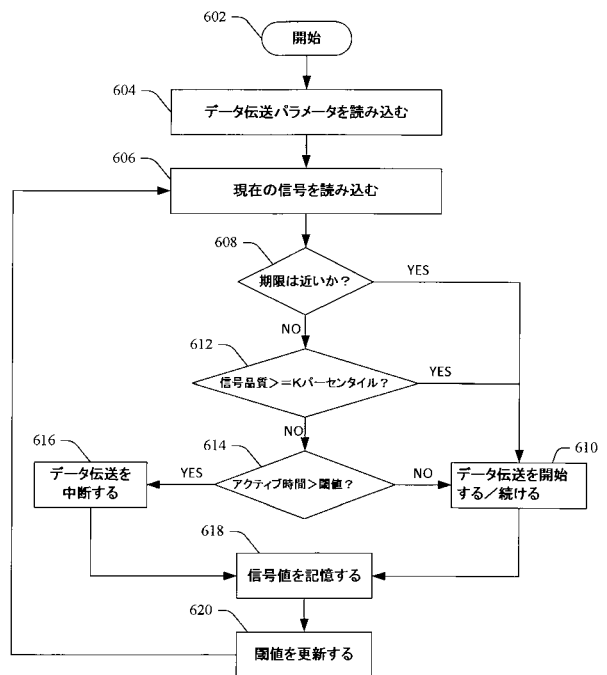 602
開始
604
データ伝送パラメータを読み込む
606
現在の信号を読み込む
608
期限は近いか?
YES
NO
612
信号品質>=Kパーセンタイル?
YES
NO
614
アクティブ時間>閾値?
YES
NO
616
データ伝送を
中断する
610
データ伝送を開始
する/続ける
618
信号値を記憶する
620
閾値を更新する